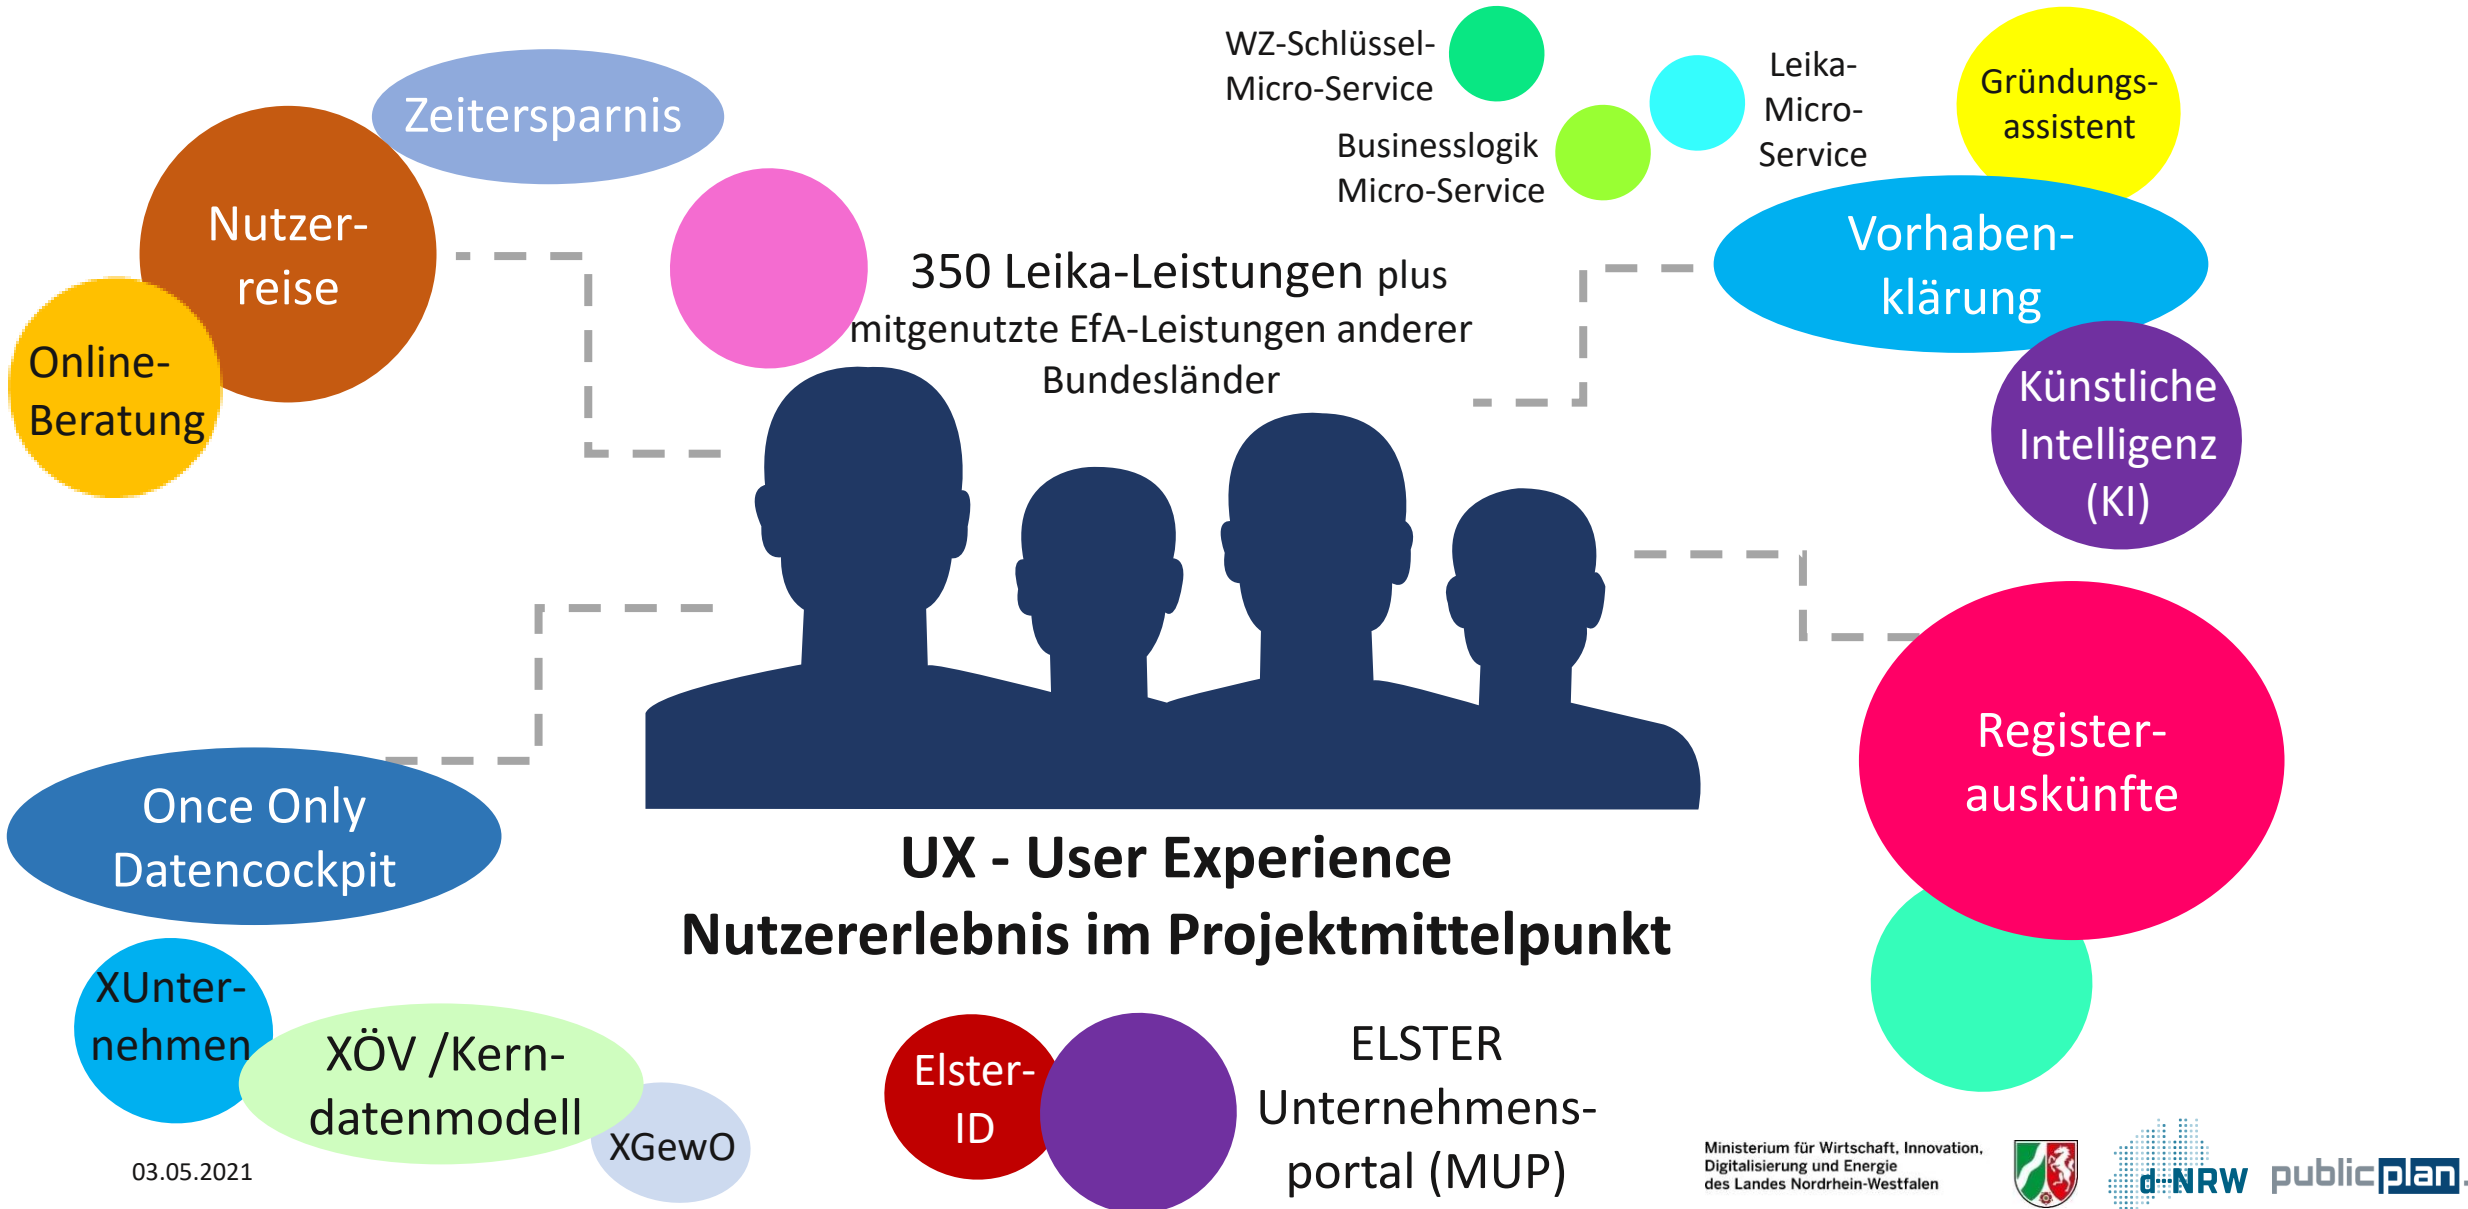 Zeitersparnis
Nutzer-
reise
Online-
Beratung
WZ-Schlüssel-
Micro-Service
Businesslogik
Micro-Service
Leika-
Micro-
Service
Gründungs-
assistent
Vorhaben-
klärung
Künstliche
Intelligenz
(KI)
350 Leika-Leistungen plus
mitgenutzte EfA-Leistungen anderer
Bundesländer
Register-
auskünfte
Once Only
Datencockpit
UX - User Experience
Nutzererlebnis im Projektmittelpunkt
XUnter-
nehmen
XÖV /Kern-
datenmodell
XGewO
Elster-
ID
ELSTER
Unternehmens-
portal (MUP)
03.05.2021
Ministerium für Wirtschaft, Innovation,
Digitalisierung und Energie
des Landes Nordrhein-Westfalen
d-NRW
publicplan.